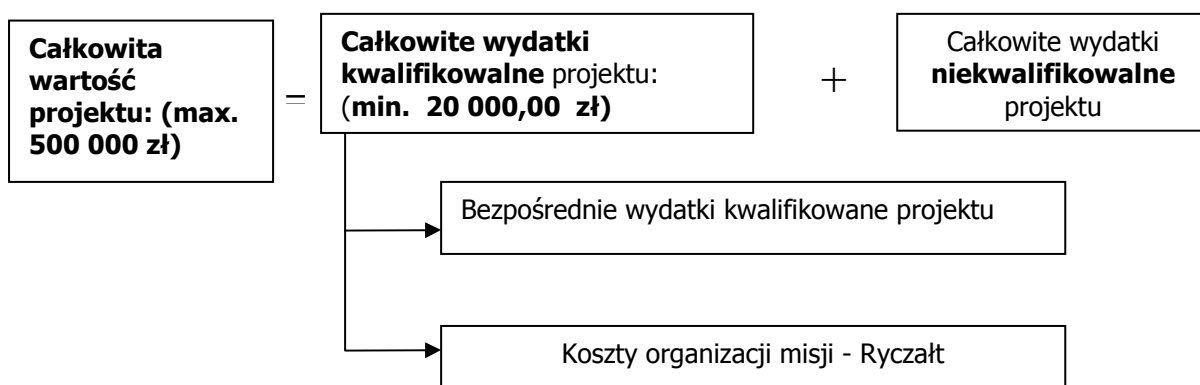 Całkowita
wartość
projektu: (max.
500 000 zł)
=
Całkowite wydatki
kwalifikowalne projektu:
(min. 20 000,00 zł)
+
Całkowite wydatki
niekwalifikowalne
projektu
Bezpośrednie wydatki kwalifikowane projektu
Koszty organizacji misji - Ryczałt